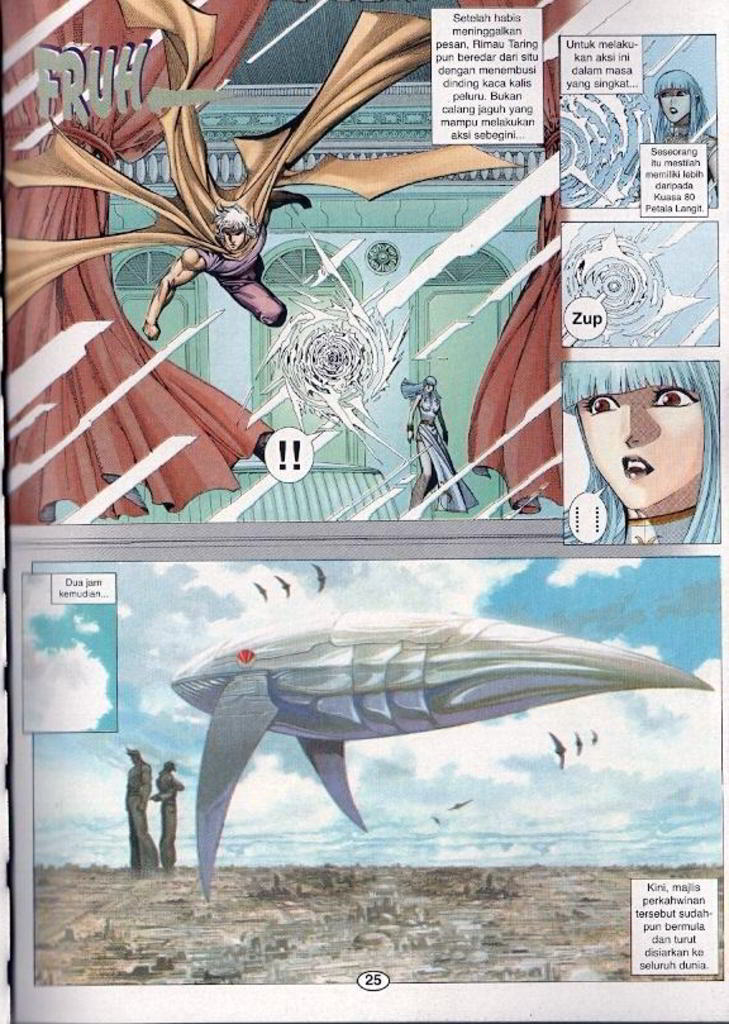 FRUH
Setelah habis
meninggalkan
pesan, Rimau Taring
pun beredar dari situ
dengan menembusi
dinding kaca kalis
peluru. Bukan
calang jaguh yang
mampu melakukan
aksi sebegini...
Untuk melaku-
kan aksi ini
dalam masa
yang singkat...
Seseorang
itu mestilah
memiliki lebih
daripada
Kuasa 80
Petala Langit.
Zup
!!
Dua jam
kemudian...
Kini, majlis
perkahwinan
tersebut sudah-
pun bermula
dan turut
disiarkan ke
seluruh dunia.
25